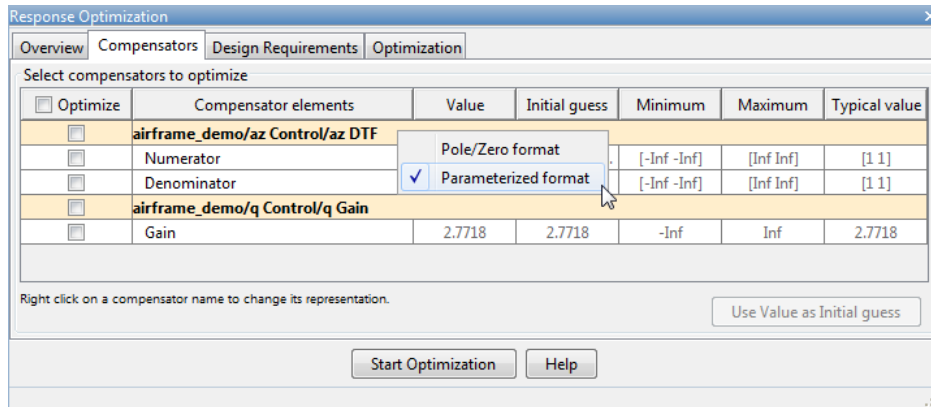 Response Optimization
Overview Compensators Design Requirements Optimization
Select compensators to optimize
Optimize Compensator elements Value Initial guess Minimum Maximum Typical value
airframe_demo/az Control/az DTF
Pole/Zero format
Numerator . [-Inf -Inf] [Inf Inf] [1 1]
Parameterized format
Denominator [-Inf -Inf] [Inf Inf] [1 1]
airframe_demo/q Control/q Gain
Gain 2.7718 2.7718 -Inf Inf 2.7718
Right click on a compensator name to change its representation.
Use Value as Initial guess
Start Optimization Help